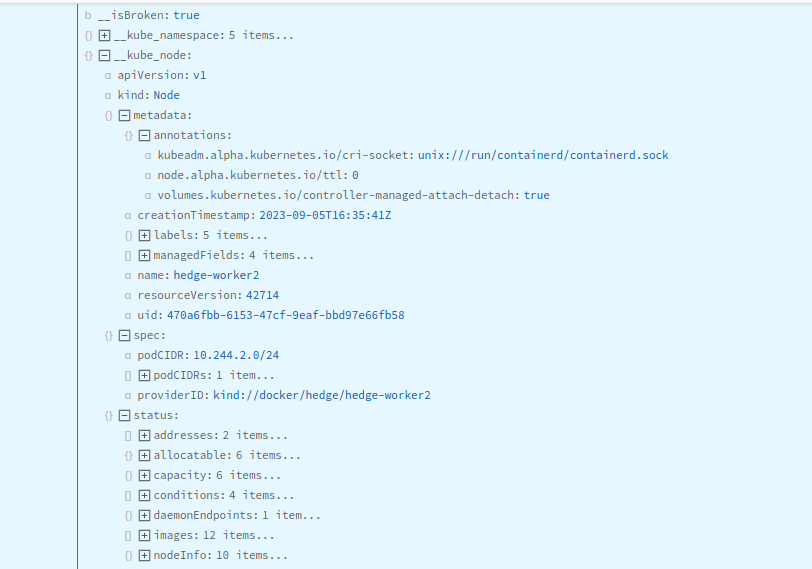 b __isBroken: true
{} + __kube_namespace: 5 items...
{} − __kube_node:
α apiVersion: v1
α kind: Node
{} − metadata:
{} − annotations:
α kubeadm.alpha.kubernetes.io/cri-socket: unix:///run/containerd/containerd.sock
α node.alpha.kubernetes.io/ttl: 0
α volumes.kubernetes.io/controller-managed-attach-detach: true
α creationTimestamp: 2023-09-05T16:35:41Z
{} + labels: 5 items...
[] + managedFields: 4 items...
α name: hedge-worker2
α resourceVersion: 42714
α uid: 470a6fbb-6153-47cf-9eaf-bbd97e66fb58
{} − spec:
α podCIDR: 10.244.2.0/24
[] + podCIDRs: 1 item...
α providerID: kind://docker/hedge/hedge-worker2
{} − status:
[] + addresses: 2 items...
{} + allocatable: 6 items...
{} + capacity: 6 items...
[] + conditions: 4 items...
{} + daemonEndpoints: 1 item...
[] + images: 12 items...
{} + nodeInfo: 10 items...